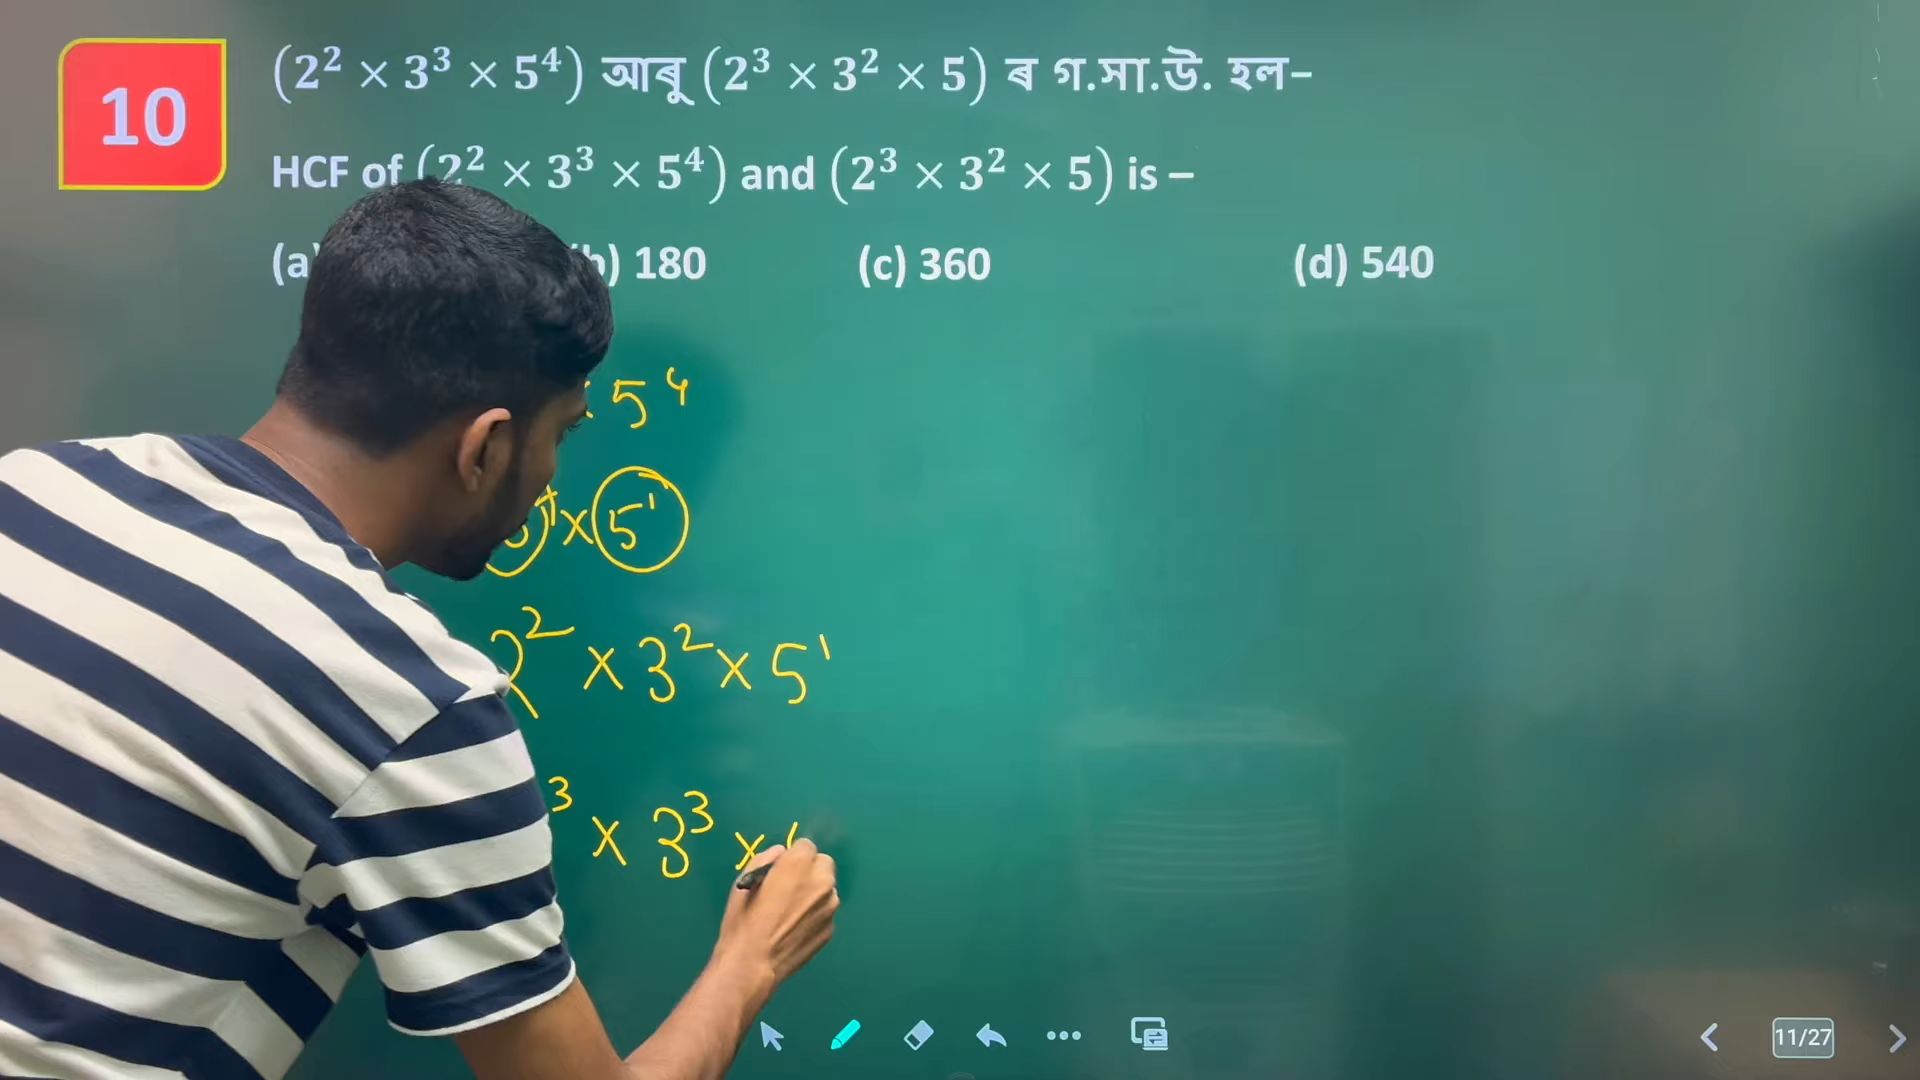 10
(2² × 3³ × 5⁴) আৰু (2³ × 3² × 5) ৰ গ.সা.উ. হল–
HCF of (2² × 3³ × 5⁴) and (2³ × 3² × 5) is –
(a) (b) 180 (c) 360 (d) 540
5⁴
× 5¹
2² × 3² × 5¹
³ × 3³ ×
11/27